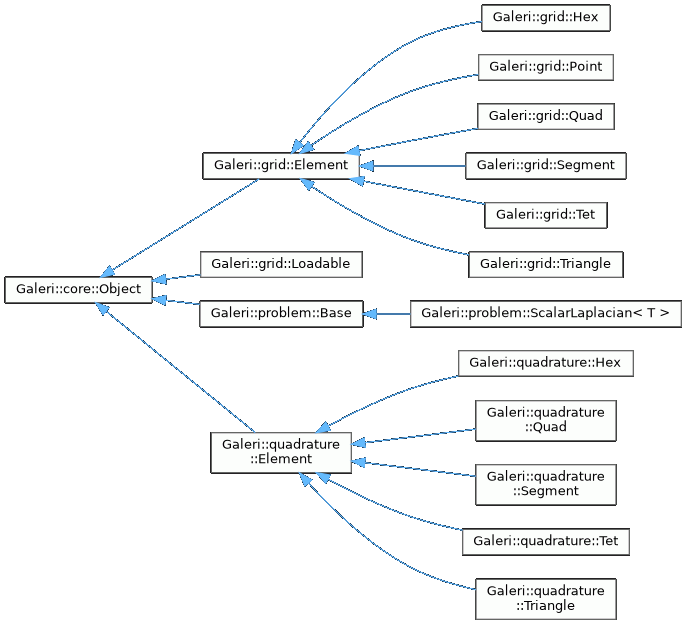 Galeri::grid::Hex
Galeri::grid::Point
Galeri::grid::Quad
Galeri::grid::Element
Galeri::grid::Segment
Galeri::grid::Tet
Galeri::grid::Triangle
Galeri::grid::Loadable
Galeri::core::Object
Galeri::problem::Base
Galeri::problem::ScalarLaplacian< T >
Galeri::quadrature::Hex
Galeri::quadrature
::Quad
Galeri::quadrature
::Element
Galeri::quadrature
::Segment
Galeri::quadrature::Tet
Galeri::quadrature
::Triangle